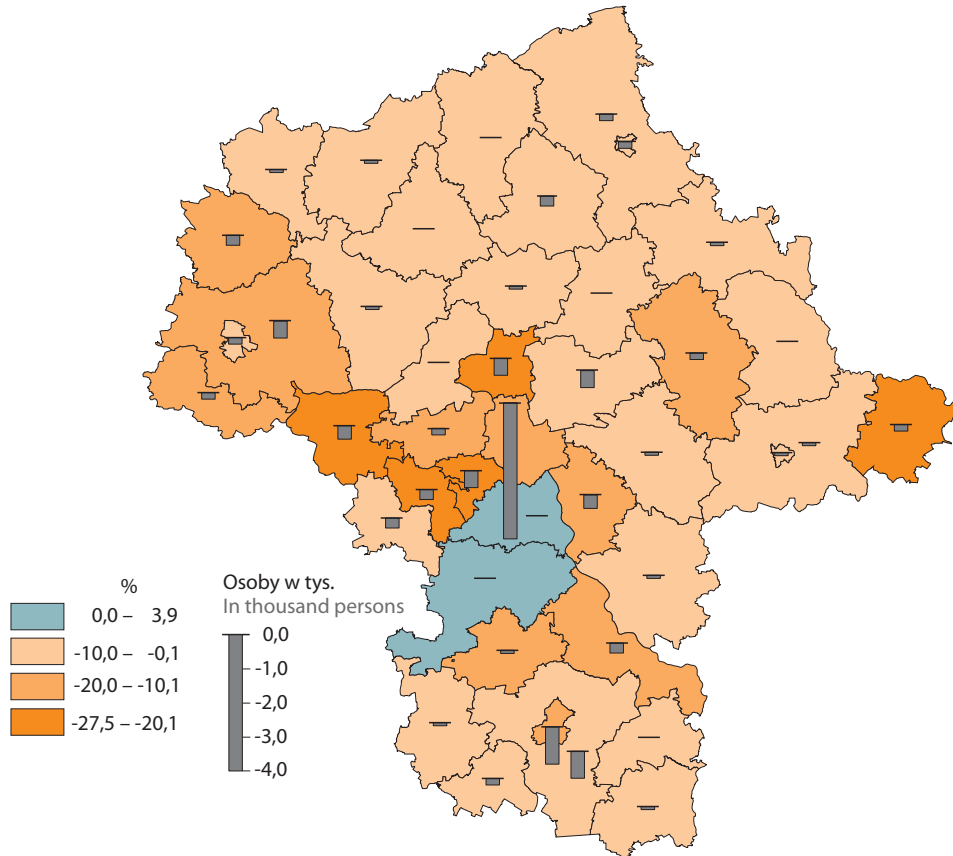 %
0,0 – 3,9
-10,0 – -0,1
-20,0 – -10,1
-27,5 – -20,1
Osoby w tys.
In thousand persons
0,0
-1,0
-2,0
-3,0
-4,0